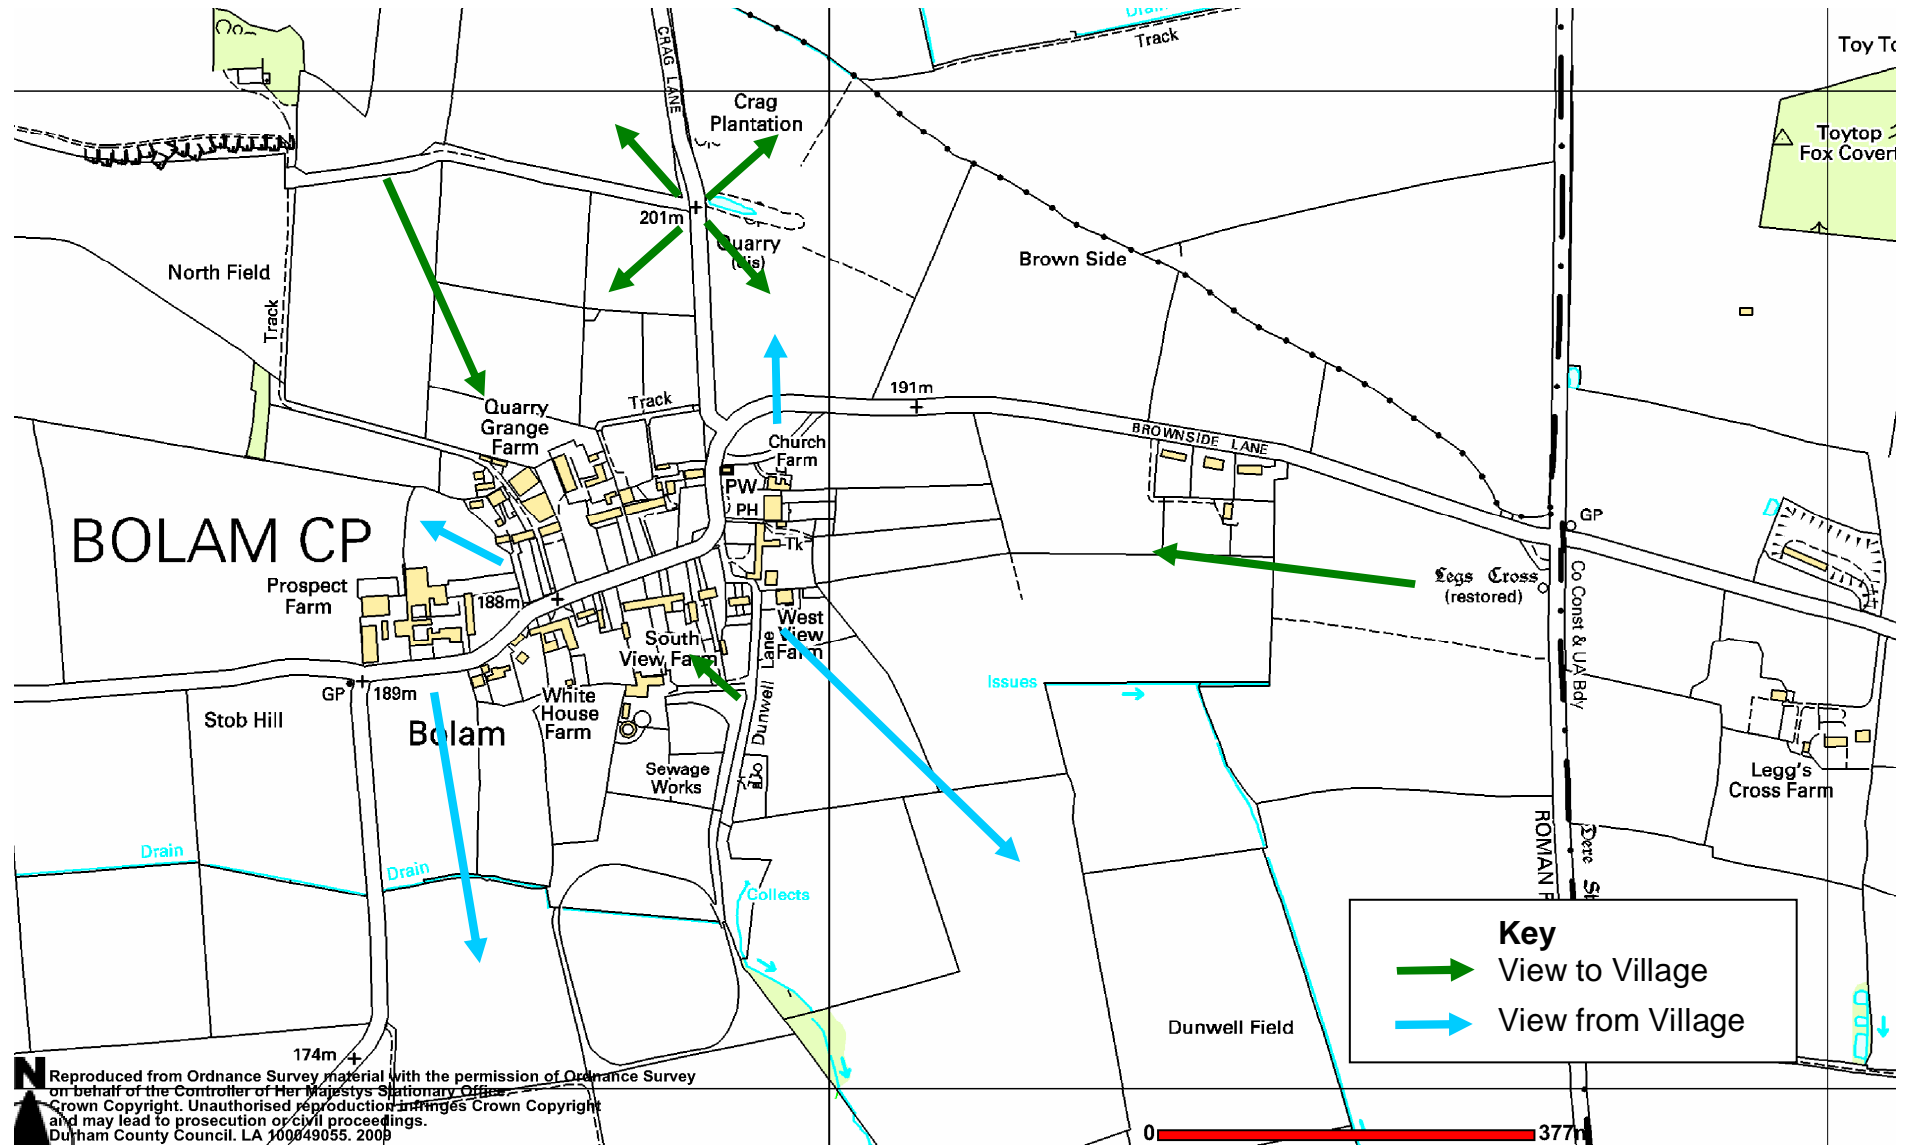 Drain
Track
Toy To
CRAG LANE
Crag
Plantation
Toytop
Fox Covert
201m
Quarry
(dis)
North Field
Brown Side
Track
191m
Track
Quarry
Grange
Farm
BROWNSIDE LANE
Church
Farm
PW
PH
GP
BOLAM CP
Tk
Legs Cross
(restored)
Prospect
Farm
188m
Co Const & UA Bdy
West
View
Farm
South
View Farm
Dunwell Lane
Issues
GP
189m
Stob Hill
White
House
Farm
Bolam
Sewage
Works
Legg's
Cross Farm
ROMAN R
Dere St
Drain
Drain
Collects
Key
View to Village
View from Village
Dunwell Field
174m
N
Reproduced from Ordnance Survey material with the permission of Ordnance Survey
on behalf of the Controller of Her Majestys Stationary Office.
Crown Copyright. Unauthorised reproduction infringes Crown Copyright
and may lead to prosecution or civil proceedings.
Durham County Council. LA 100049055. 2009
0
377m